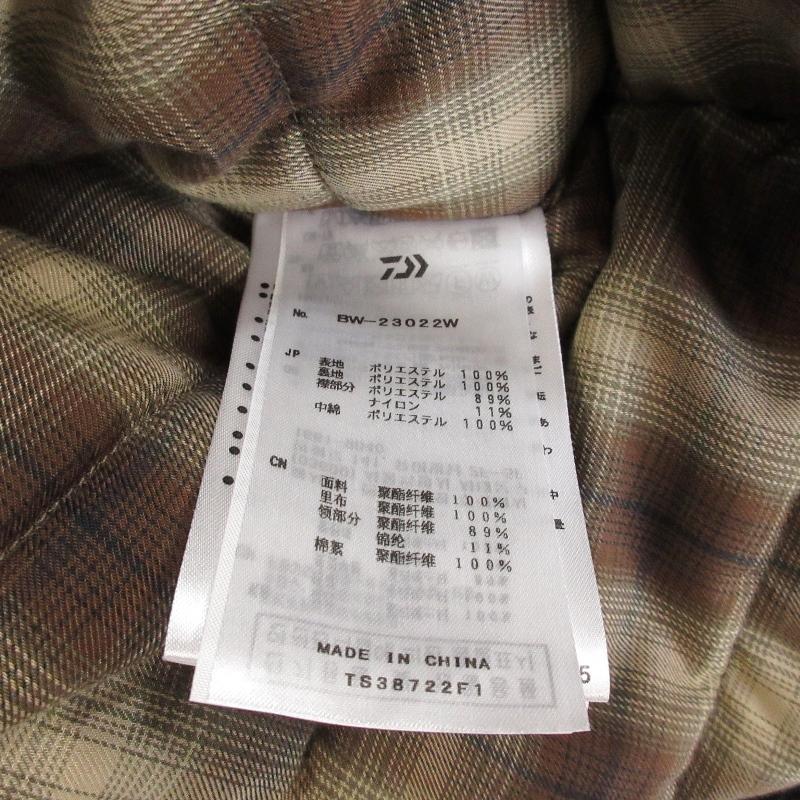 No. BW-23022W
JP
表地 ポリエステル 100%
裏地 ポリエステル 100%
襟部分 ポリエステル 89%
ナイロン 11%
中綿 ポリエステル 100%
CN
面料 聚酯纤维 100%
里布 聚酯纤维 100%
领部分 聚酯纤维 89%
锦纶 11%
棉絮 聚酯纤维 100%
MADE IN CHINA
TS38722F1
5